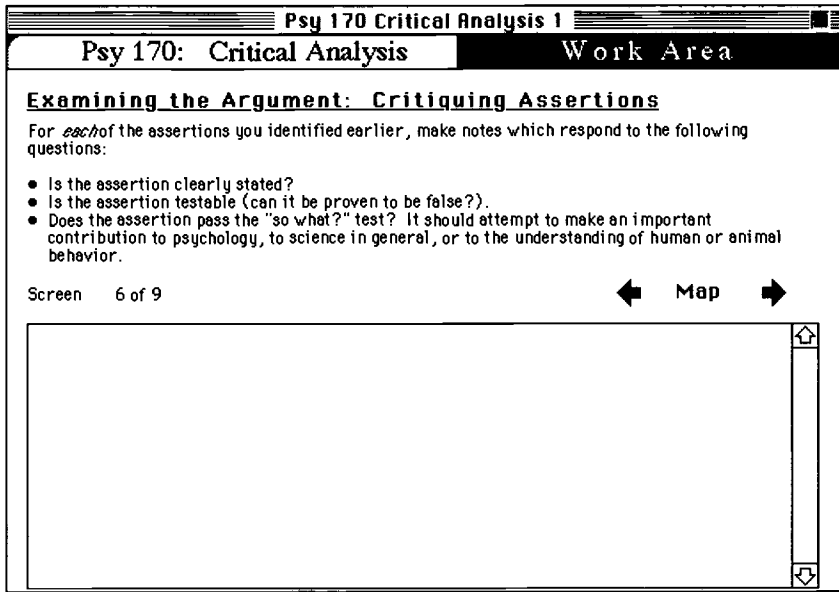 Psy 170 Critical Analysis 1
Psy 170: Critical Analysis
Work Area
Examining the Argument: Critiquing Assertions
For eachof the assertions you identified earlier, make notes which respond to the following
questions:
● Is the assertion clearly stated?
● Is the assertion testable (can it be proven to be false?).
● Does the assertion pass the "so what?" test? It should attempt to make an important
contribution to psychology, to science in general, or to the understanding of human or animal
behavior.
Screen 6 of 9
Map